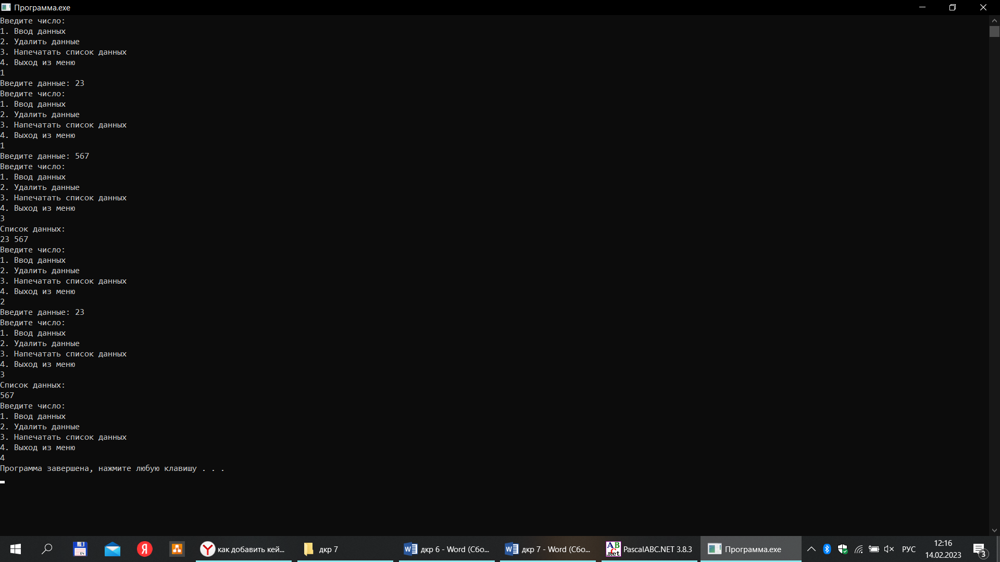 Программа.exe
Введите число:
1. Ввод данных
2. Удалить данные
3. Напечатать список данных
4. Выход из меню
1
Введите данные: 23
Введите число:
1. Ввод данных
2. Удалить данные
3. Напечатать список данных
4. Выход из меню
1
Введите данные: 567
Введите число:
1. Ввод данных
2. Удалить данные
3. Напечатать список данных
4. Выход из меню
3
Список данных:
23 567
Введите число:
1. Ввод данных
2. Удалить данные
3. Напечатать список данных
4. Выход из меню
2
Введите данные: 23
Введите число:
1. Ввод данных
2. Удалить данные
3. Напечатать список данных
4. Выход из меню
3
Список данных:
567
Введите число:
1. Ввод данных
2. Удалить данные
3. Напечатать список данных
4. Выход из меню
4
Программа завершена, нажмите любую клавишу . . .
как добавить кей...
дкр 7
дкр 6 - Word (Сбо...
дкр 7 - Word (Сбо...
PascalABC.NET 3.8.3
Программа.exe
РУС
12:16
14.02.2023
3